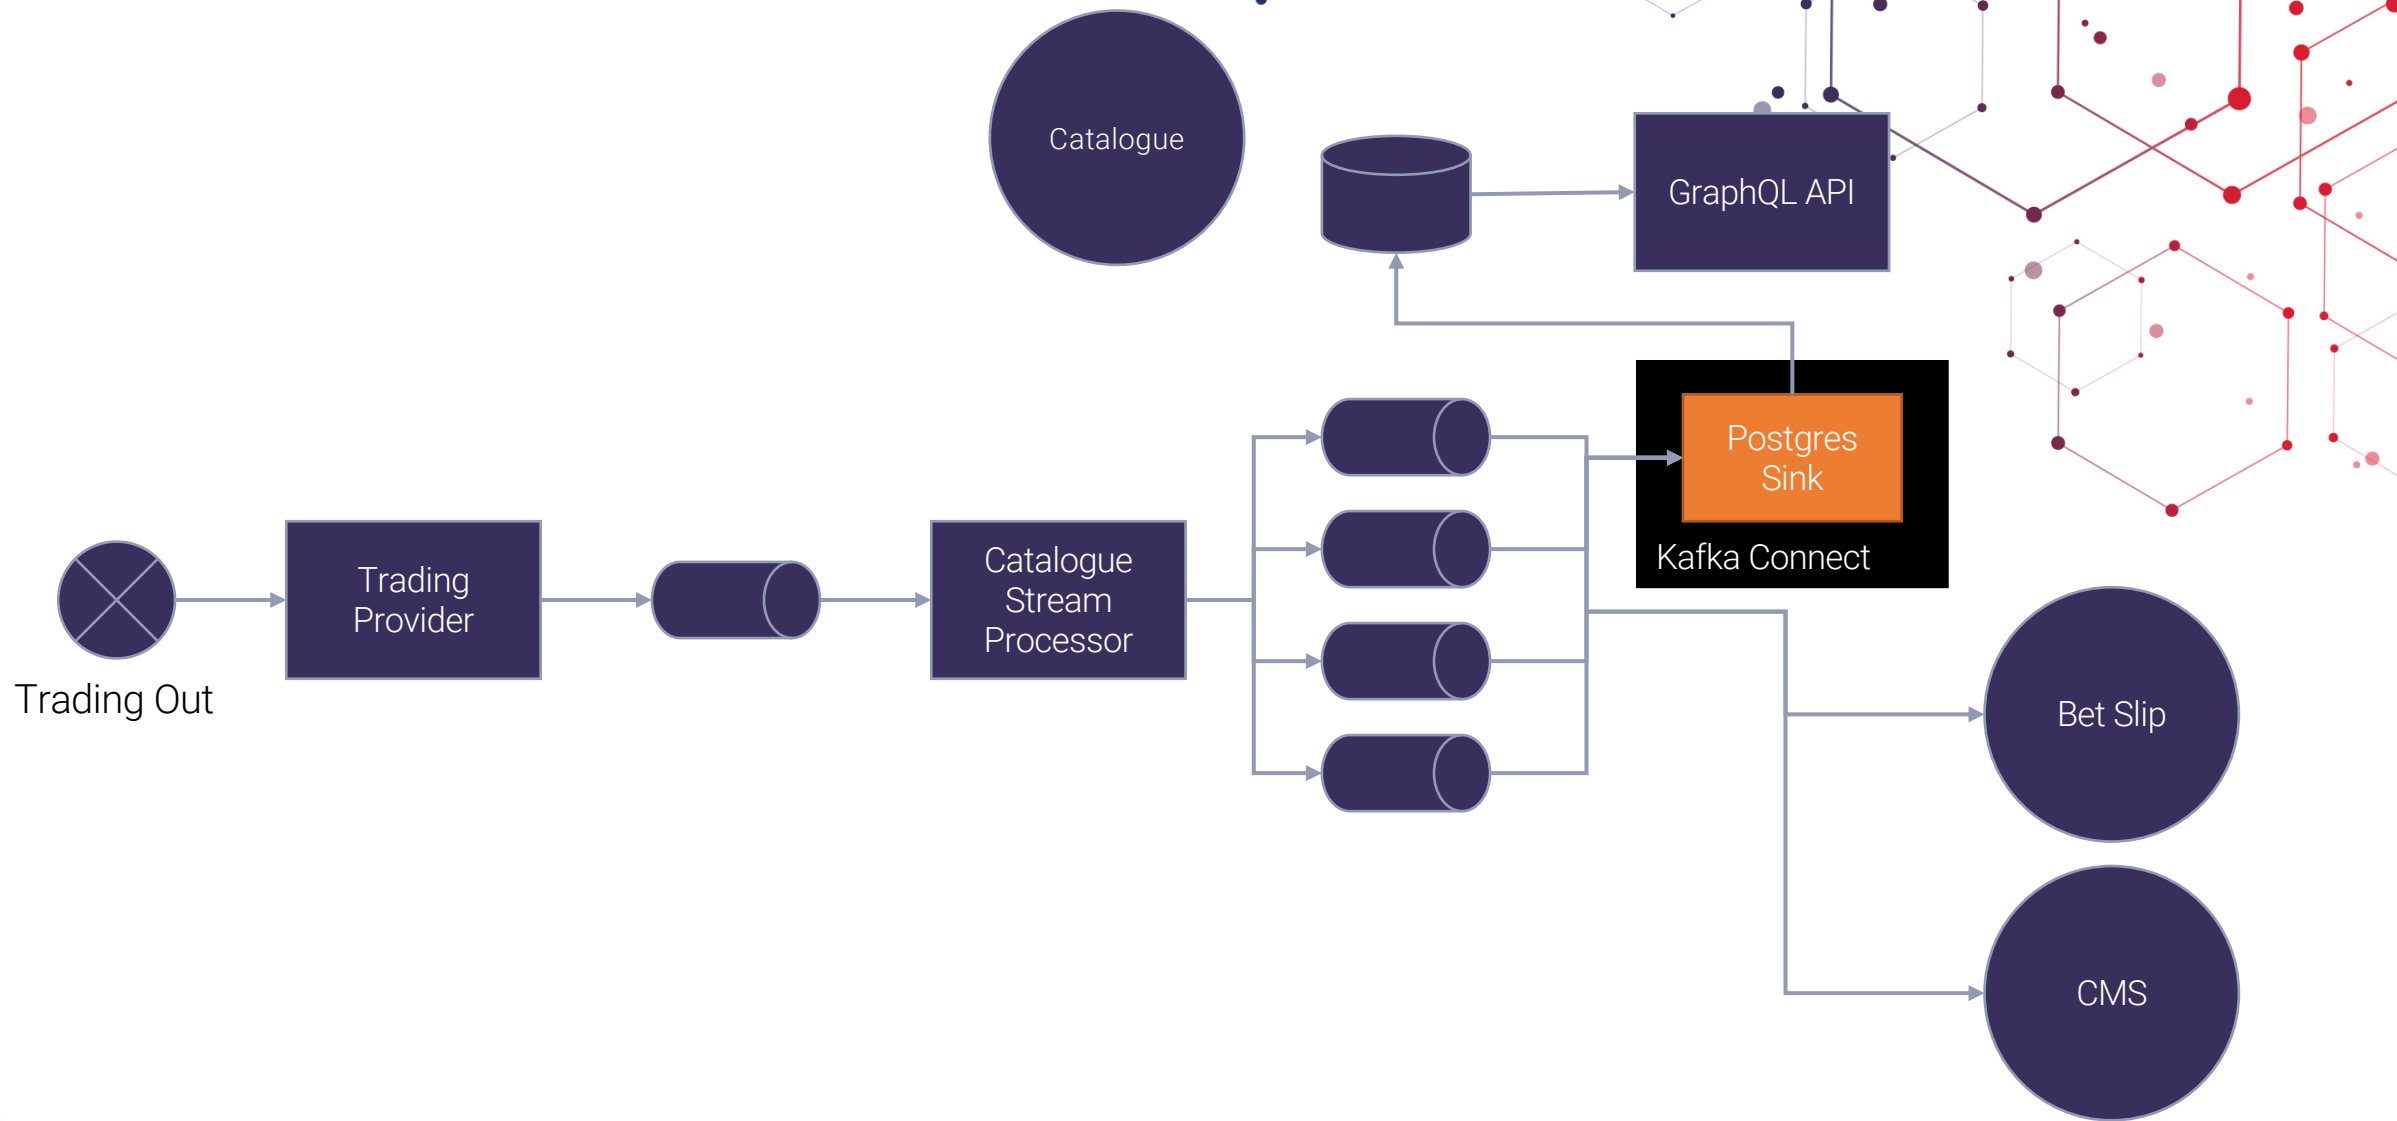 Catalogue
GraphQL API
Postgres
Sink
Kafka Connect
Trading
Provider
Catalogue
Stream
Processor
Trading Out
Bet Slip
CMS